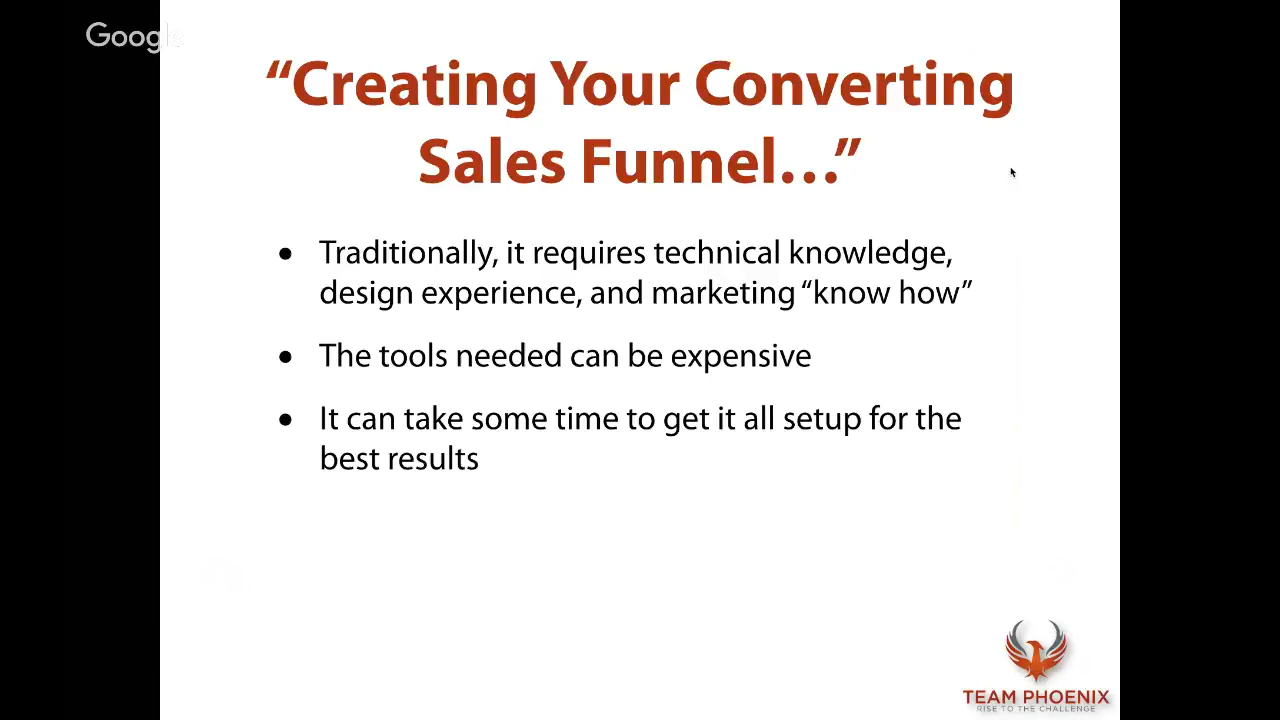 Google
“Creating Your Converting
Sales Funnel...”
• Traditionally, it requires technical knowledge,
design experience, and marketing “know how”
• The tools needed can be expensive
• It can take some time to get it all setup for the
best results
TEAM PHOENIX
RISE TO THE CHALLENGE